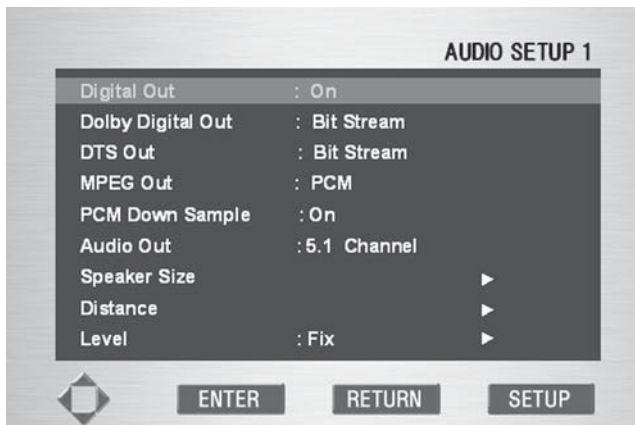 AUDIO SETUP 1
Digital Out : On
Dolby Digital Out : Bit Stream
DTS Out : Bit Stream
MPEG Out : PCM
PCM Down Sample : On
Audio Out :5.1 Channel
Speaker Size ►
Distance ►
Level : Fix ►
ENTER RETURN SETUP